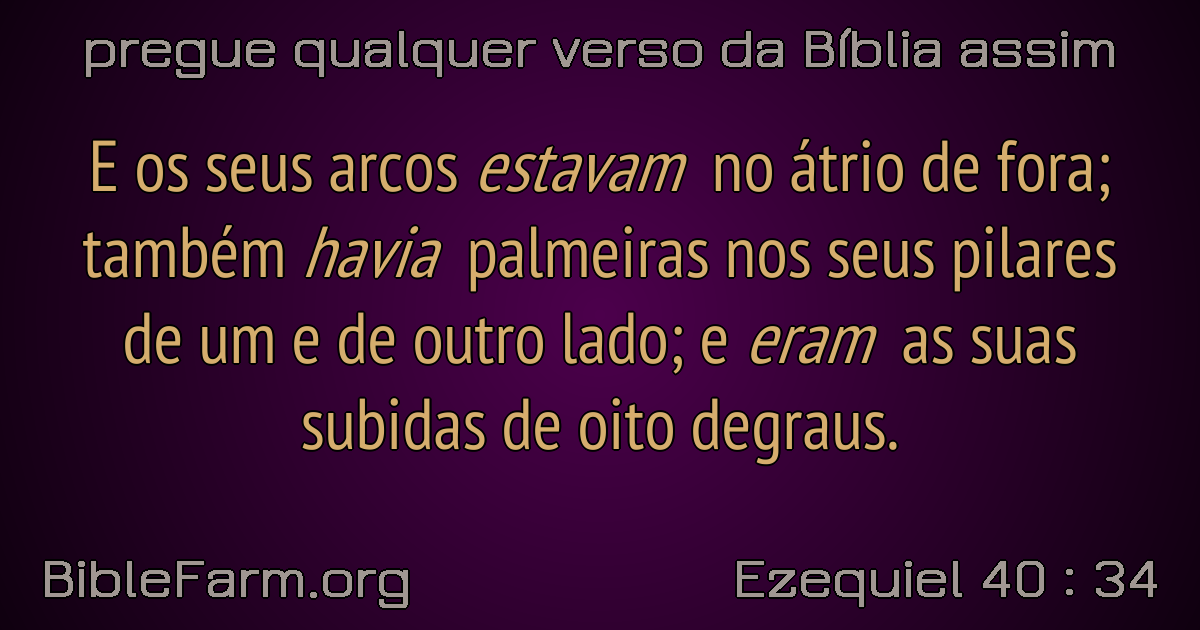 pregue qualquer verso da Bíblia assim
E os seus arcos estavam no átrio de fora;
também havia palmeiras nos seus pilares
de um e de outro lado; e eram as suas
subidas de oito degraus.
BibleFarm.org
Ezequiel 40 : 34